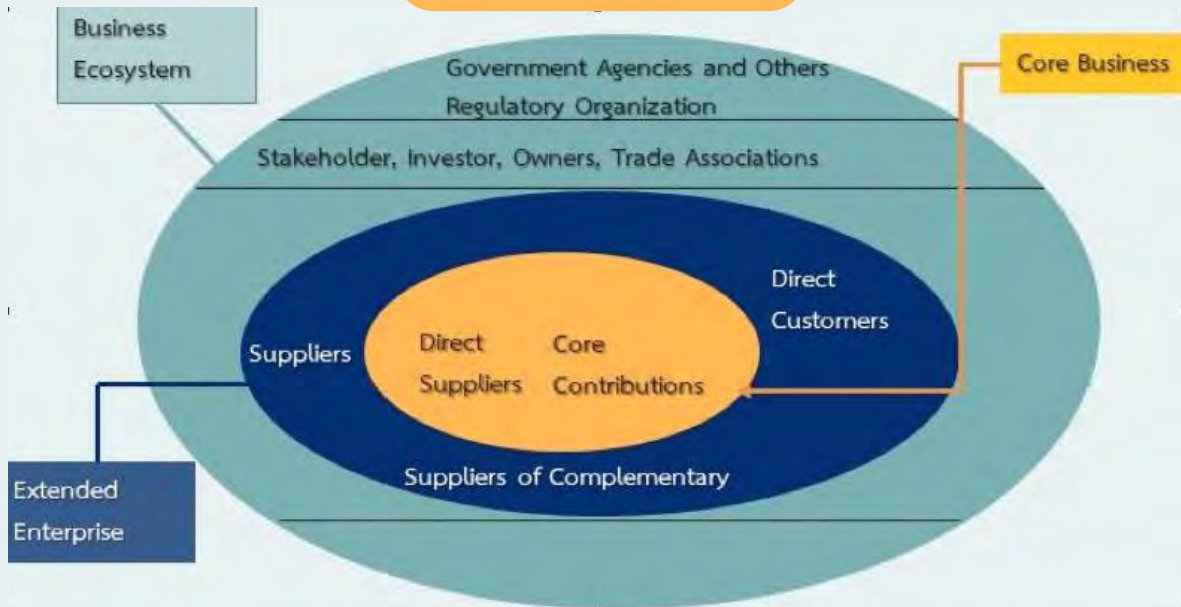 Business
Ecosystem
Government Agencies and Others
Regulatory Organization
Core Business
Stakeholder, Investor, Owners, Trade Associations
Direct
Customers
Suppliers
Direct
Suppliers
Core
Contributions
Suppliers of Complementary
Extended
Enterprise